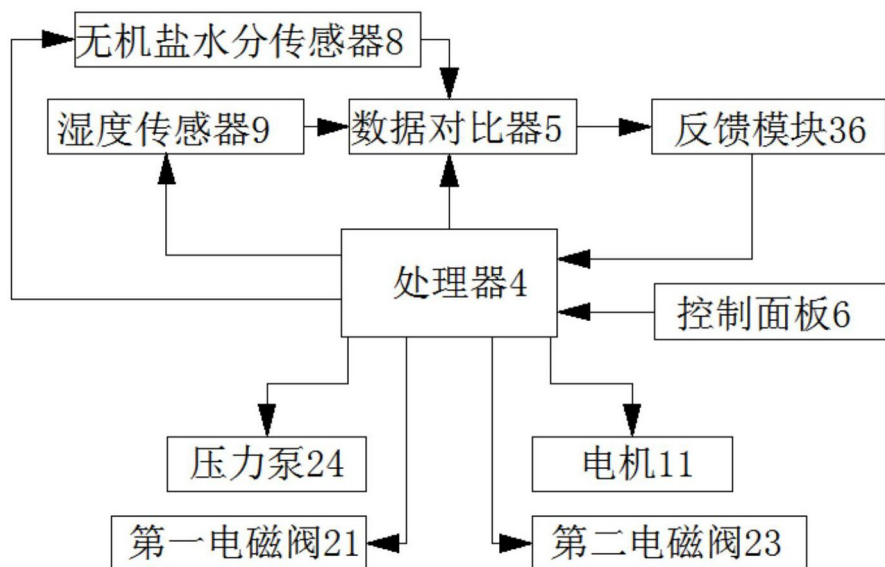 无机盐水分传感器8
湿度传感器9
数据对比器5
反馈模块36
处理器4
控制面板6
压力泵24
电机11
第一电磁阀21
第二电磁阀23